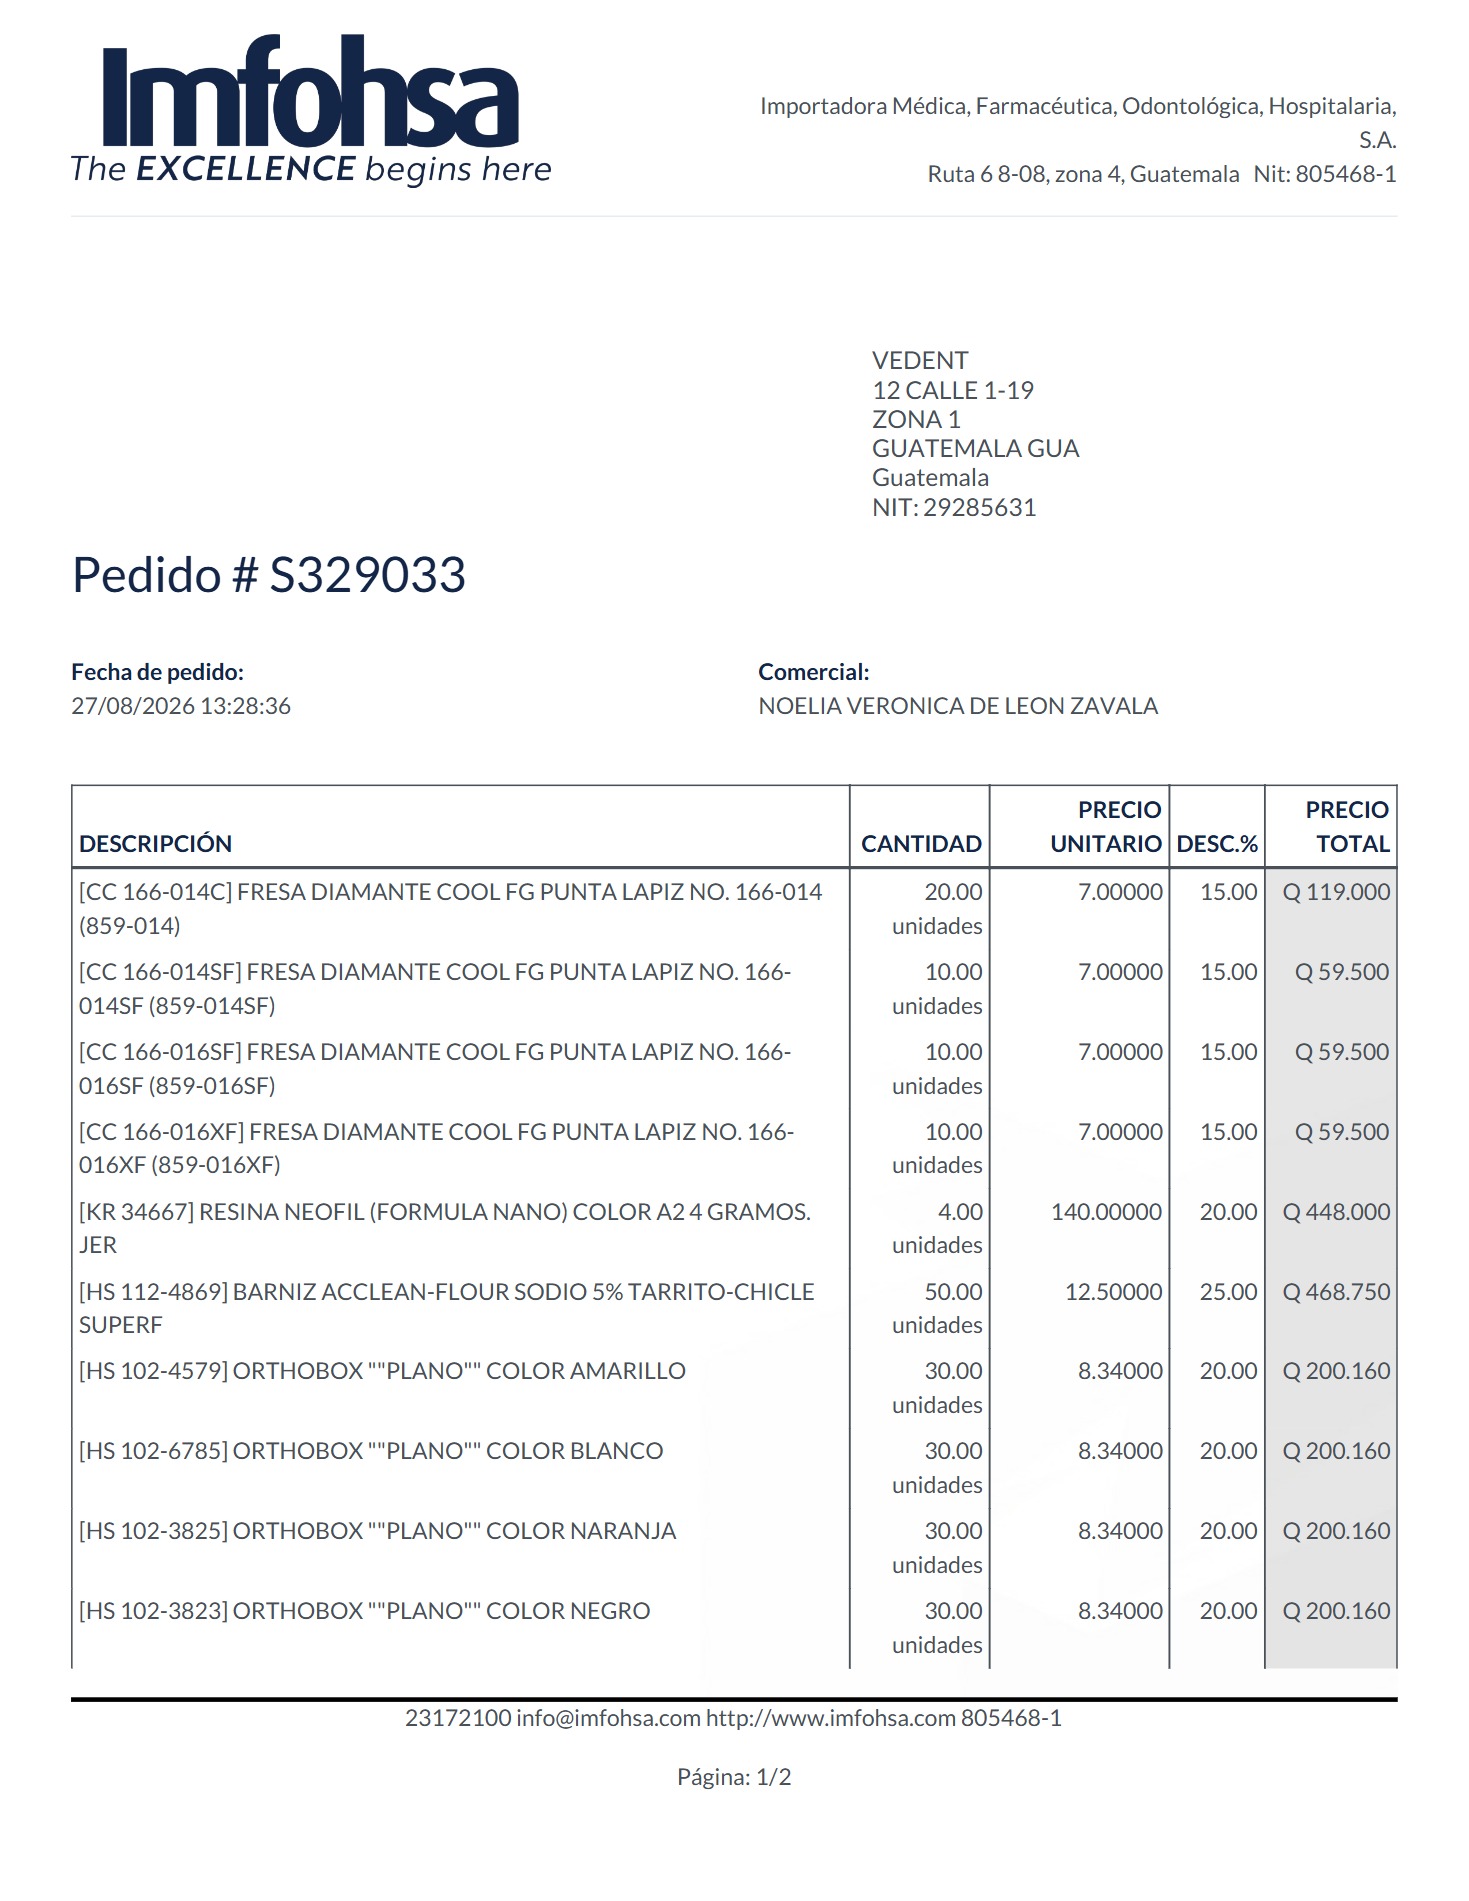 Imfohsa
The EXCELLENCE begins here
Importadora Médica, Farmacéutica, Odontológica, Hospitalaria,
S.A.
Ruta 6 8-08, zona 4, Guatemala Nit: 805468-1
VEDENT
12 CALLE 1-19
ZONA 1
GUATEMALA GUA
Guatemala
NIT: 29285631
Pedido # S329033
Fecha de pedido: Comercial:
27/08/2026 13:28:36 NOELIA VERONICA DE LEON ZAVALA
PRECIO PRECIO
DESCRIPCIÓN CANTIDAD UNITARIO DESC.% TOTAL
[CC 166-014C] FRESA DIAMANTE COOL FG PUNTA LAPIZ NO. 166-014 20.00 7.00000 15.00 Q 119.000
(859-014) unidades
[CC 166-014SF] FRESA DIAMANTE COOL FG PUNTA LAPIZ NO. 166- 10.00 7.00000 15.00 Q 59.500
014SF (859-014SF) unidades
[CC 166-016SF] FRESA DIAMANTE COOL FG PUNTA LAPIZ NO. 166- 10.00 7.00000 15.00 Q 59.500
016SF (859-016SF) unidades
[CC 166-016XF] FRESA DIAMANTE COOL FG PUNTA LAPIZ NO. 166- 10.00 7.00000 15.00 Q 59.500
016XF (859-016XF) unidades
[KR 34667] RESINA NEOFIL (FORMULA NANO) COLOR A2 4 GRAMOS. 4.00 140.00000 20.00 Q 448.000
JER unidades
[HS 112-4869] BARNIZ ACCLEAN-FLOUR SODIO 5% TARRITO-CHICLE 50.00 12.50000 25.00 Q 468.750
SUPERF unidades
[HS 102-4579] ORTHOBOX ""PLANO"" COLOR AMARILLO 30.00 8.34000 20.00 Q 200.160
unidades
[HS 102-6785] ORTHOBOX ""PLANO"" COLOR BLANCO 30.00 8.34000 20.00 Q 200.160
unidades
[HS 102-3825] ORTHOBOX ""PLANO"" COLOR NARANJA 30.00 8.34000 20.00 Q 200.160
unidades
[HS 102-3823] ORTHOBOX ""PLANO"" COLOR NEGRO 30.00 8.34000 20.00 Q 200.160
unidades
23172100 info@imfohsa.com http://www.imfohsa.com 805468-1
Página: 1/2